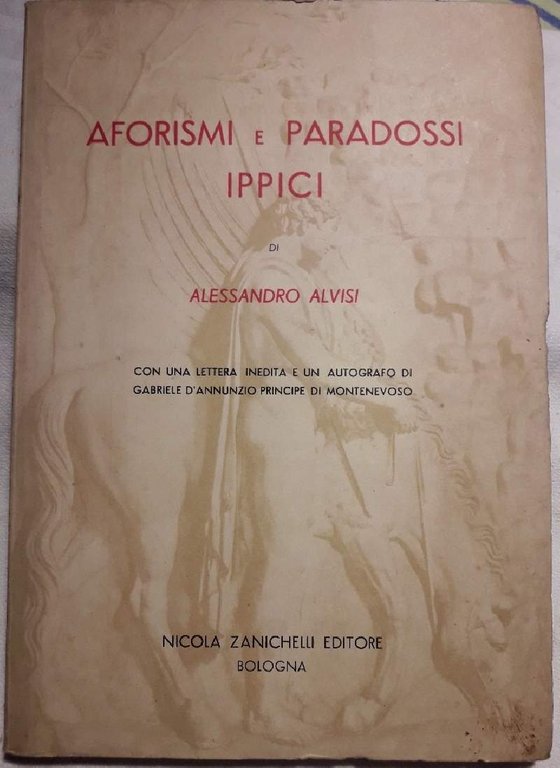 AFORISMI E PARADOSSI
IPPICI
DI
ALESSANDRO ALVISI
CON UNA LETTERA INEDITA E UN AUTOGRAFO DI
GABRIELE D'ANNUNZIO PRINCIPE DI MONTENEVOSO
NICOLA ZANICHELLI EDITORE
BOLOGNA